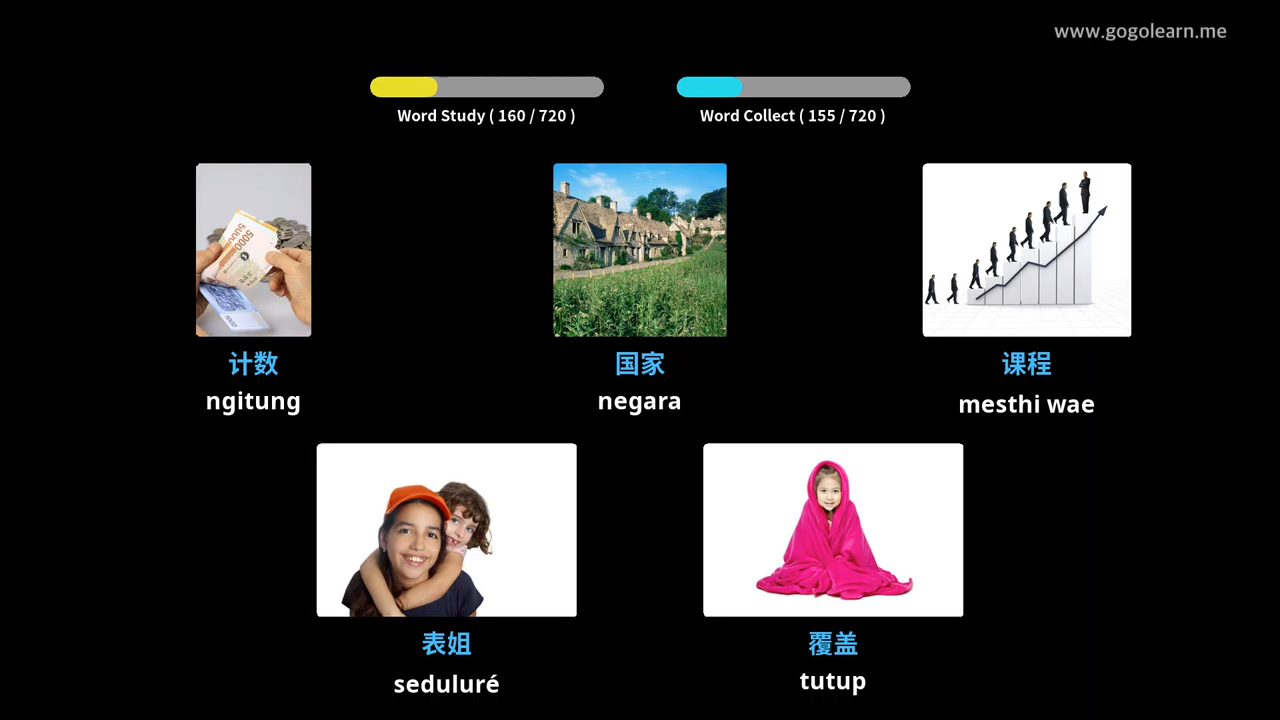 www.gogolearn.me
Word Study ( 160 / 720 )
Word Collect ( 155 / 720 )
5000
计数
ngitung
国家
negara
课程
mesthi wae
表姐
seduluré
覆盖
tutup